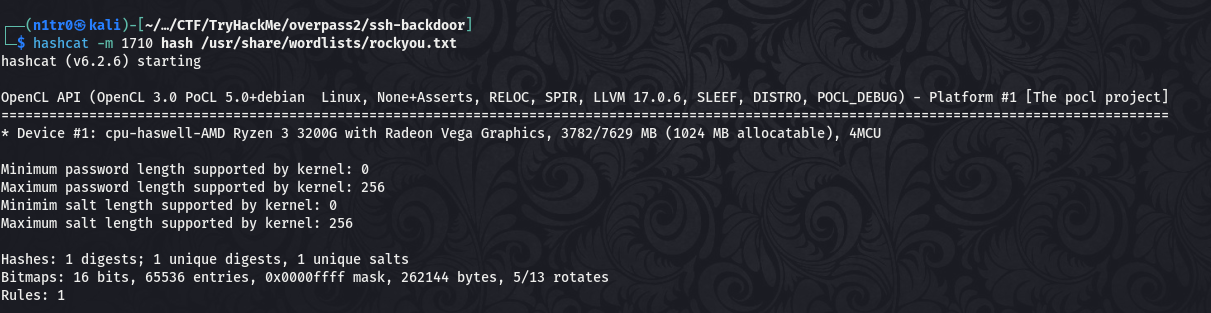 ┌──(n1tr0㉿kali)-[~/…/CTF/TryHackMe/overpass2/ssh-backdoor]
└─$ hashcat -m 1710 hash /usr/share/wordlists/rockyou.txt
hashcat (v6.2.6) starting

OpenCL API (OpenCL 3.0 PoCL 5.0+debian  Linux, None+Asserts, RELOC, SPIR, LLVM 17.0.6, SLEEF, DISTRO, POCL_DEBUG) - Platform #1 [The pocl project]
==================================================================================================================================================
* Device #1: cpu-haswell-AMD Ryzen 3 3200G with Radeon Vega Graphics, 3782/7629 MB (1024 MB allocatable), 4MCU

Minimum password length supported by kernel: 0
Maximum password length supported by kernel: 256
Minimim salt length supported by kernel: 0
Maximum salt length supported by kernel: 256

Hashes: 1 digests; 1 unique digests, 1 unique salts
Bitmaps: 16 bits, 65536 entries, 0x0000ffff mask, 262144 bytes, 5/13 rotates
Rules: 1